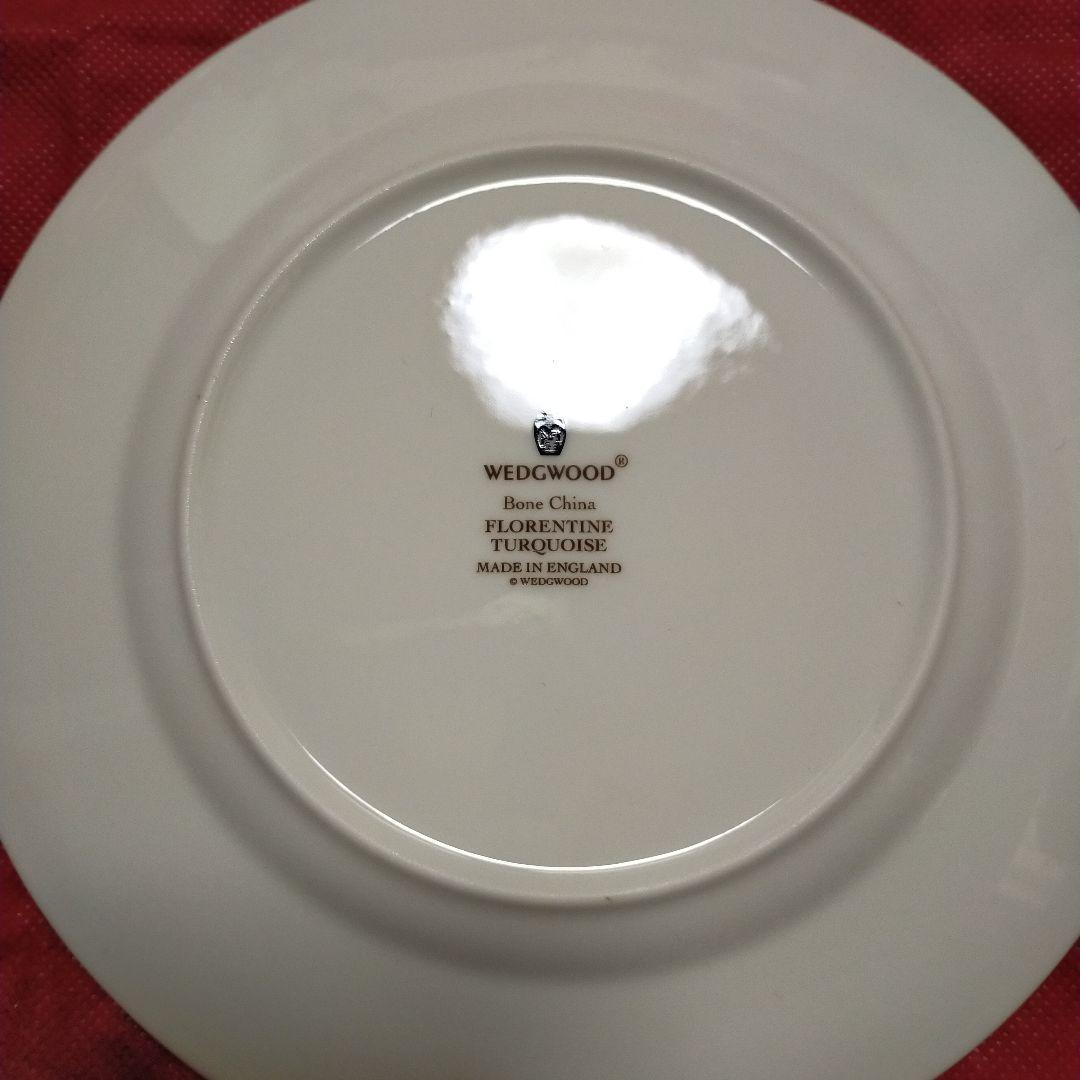 WEDGWOOD®
Bone China
FLORENTINE
TURQUOISE
MADE IN ENGLAND
© WEDGWOOD